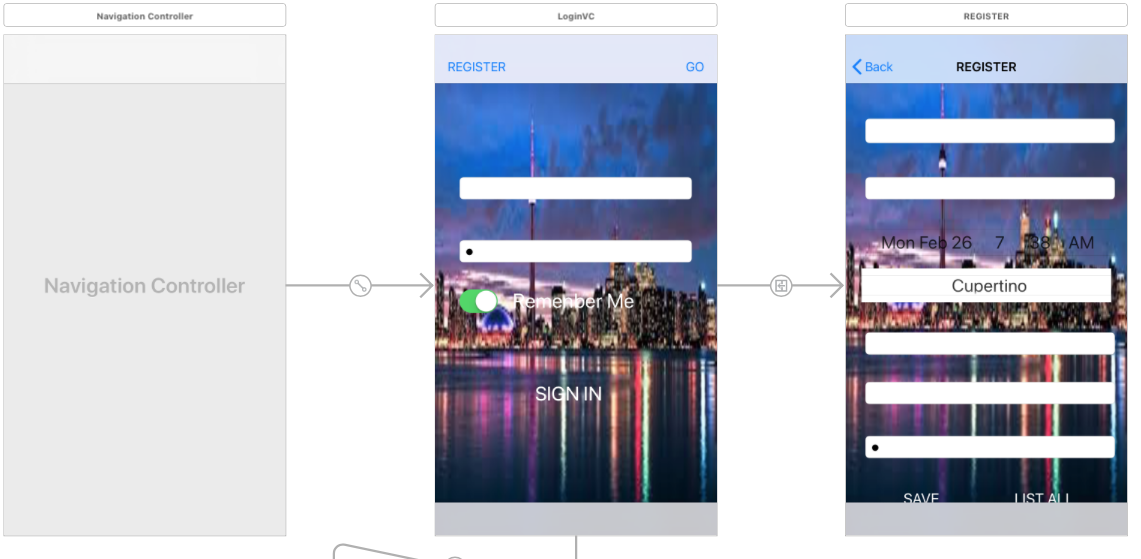 Navigation Controller
LoginVC
REGISTER
Navigation Controller
REGISTER
GO
Remenber Me
SIGN IN
Back
REGISTER
Mon Feb 26 7 38 AM
Cupertino
SAVE
LIST ALL